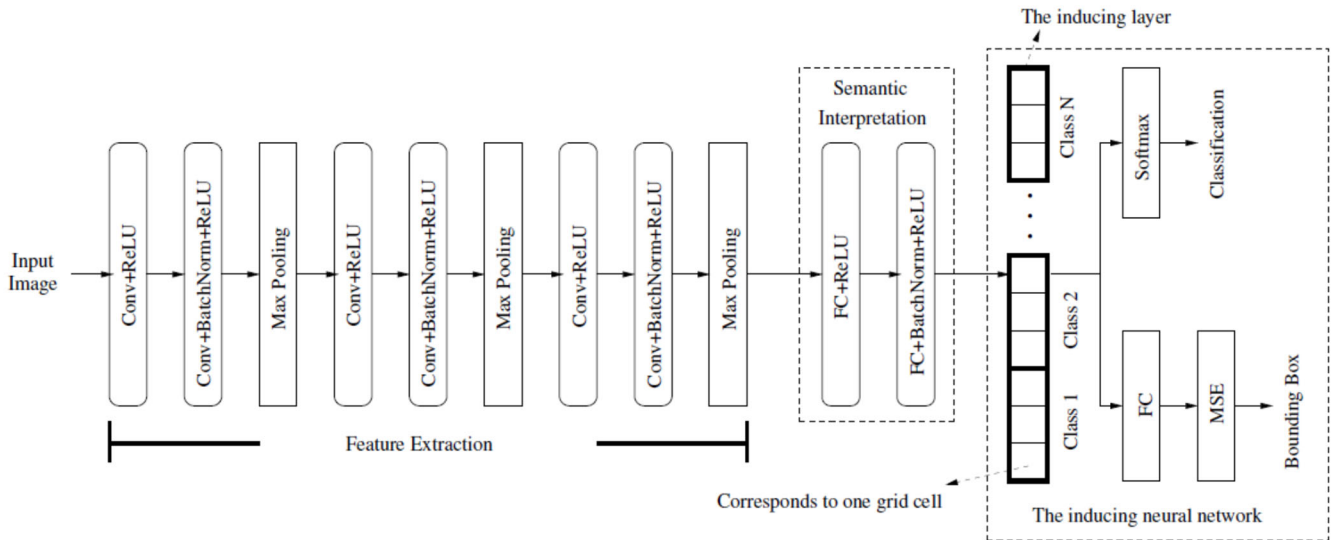 The inducing layer
Semantic
Interpretation
Input
Image
Conv+ReLU
Conv+BatchNorm+ReLU
Max Pooling
Conv+ReLU
Conv+BatchNorm+ReLU
Max Pooling
Conv+ReLU
Conv+BatchNorm+ReLU
Max Pooling
FC+ReLU
FC+BatchNorm+ReLU
Class N
Class 2
Class 1
Softmax
Classification
FC
MSE
Bounding Box
Feature Extraction
Corresponds to one grid cell
The inducing neural network